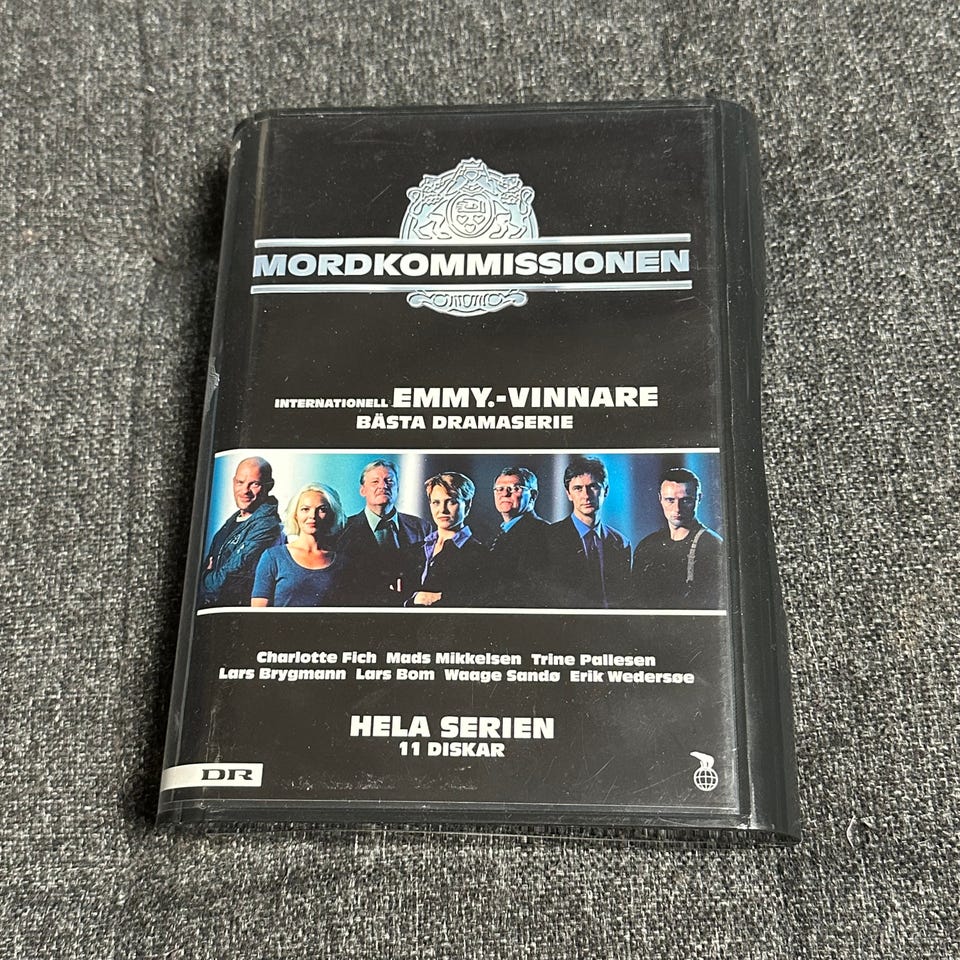 MORDKOMMISSIONEN
INTERNATIONELL EMMY.-VINNARE
BÄSTA DRAMASERIE
Charlotte Fich Mads Mikkelsen Trine Pallesen
Lars Brygmann Lars Bom Waage Sandø Erik Wedersøe
HELA SERIEN
11 DISKAR
DR